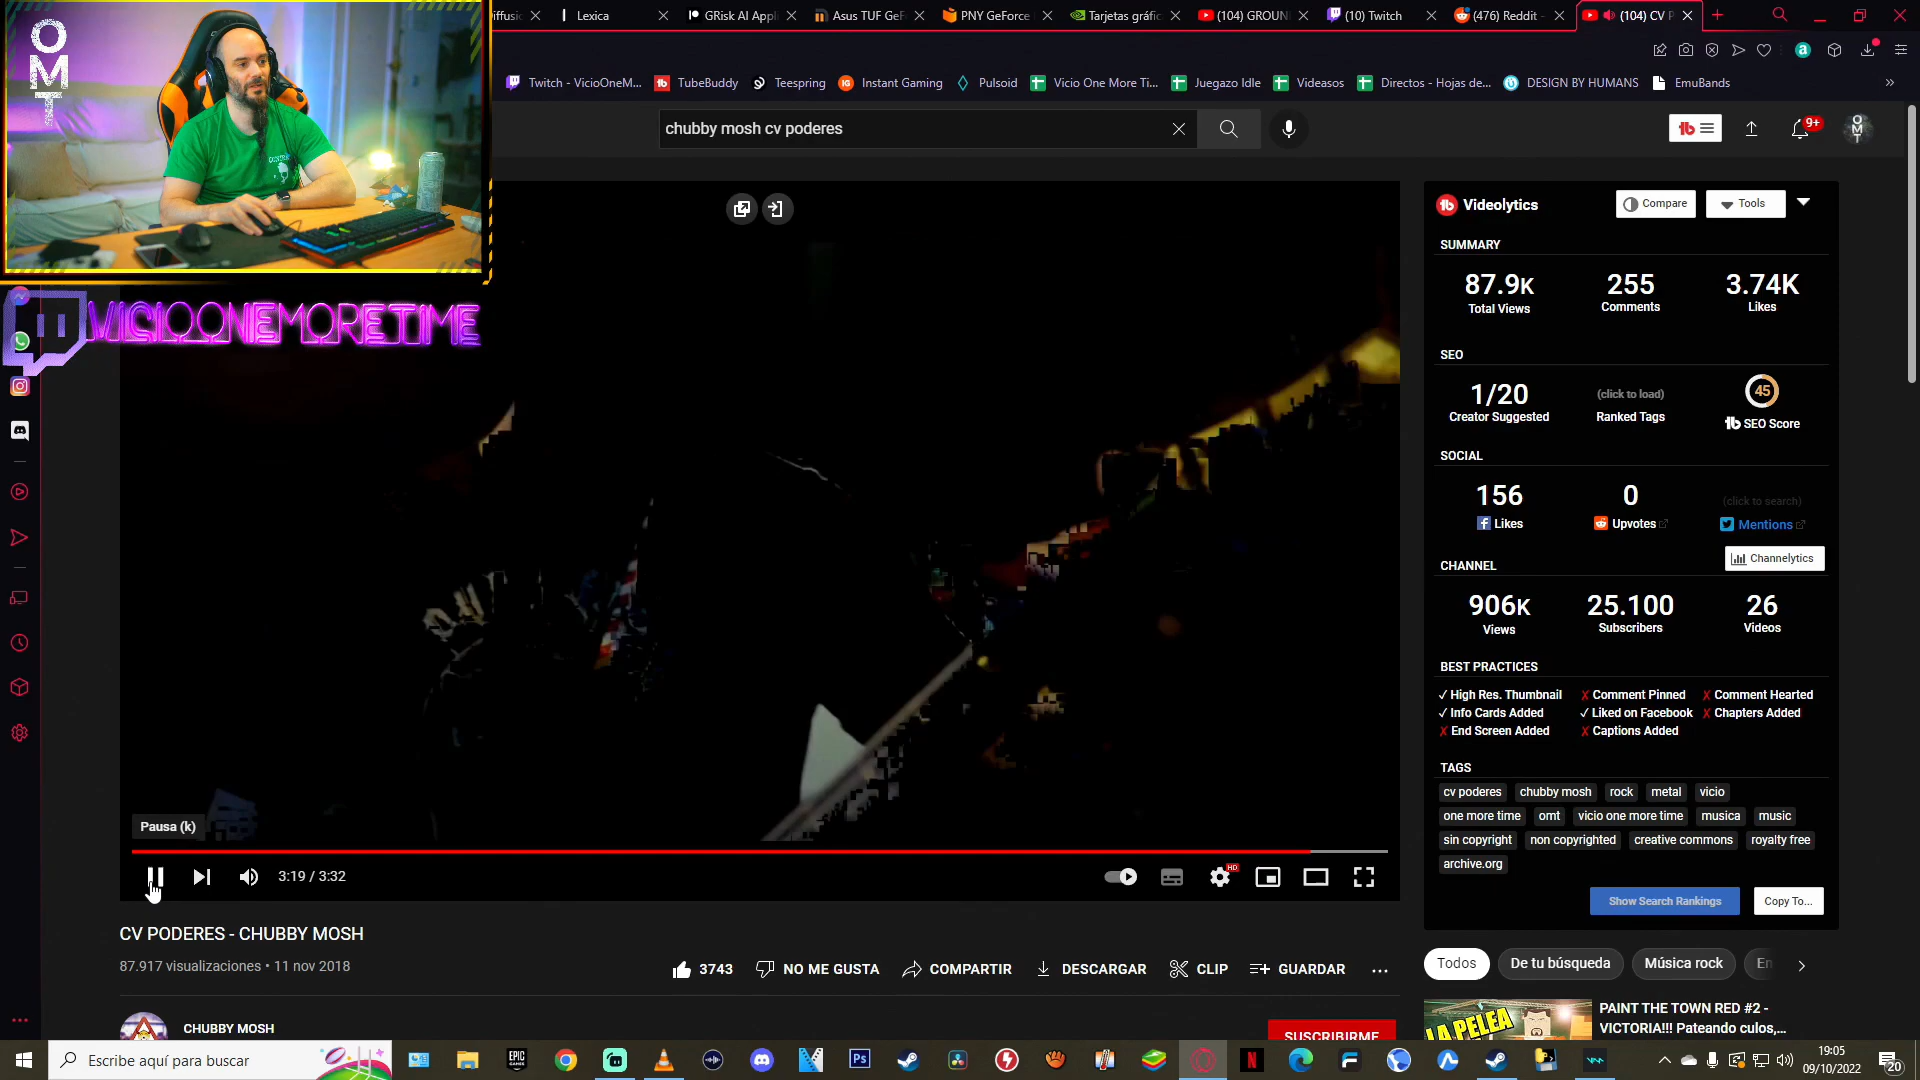 OMT
iffusi
Lexica
GRisk AI Appl
Asus TUF GeF
PNY GeForce
Tarjetas gráfic
(104) GROUN
(10) Twitch
(476) Reddit -
(104) CV P
Twitch - VicioOneM...
TubeBuddy
Teespring
Instant Gaming
Pulsoid
Vicio One More Ti...
Juegazo Idle
Videasos
Directos - Hojas de...
DESIGN BY HUMANS
EmuBands
chubby mosh cv poderes
9+
OMT
VICIOONEMORETIME
Videolytics
Compare
Tools
SUMMARY
87.9K
255
3.74K
Total Views
Comments
Likes
SEO
1/20
(click to load)
45
Creator Suggested
Ranked Tags
SEO Score
SOCIAL
156
0
(click to search)
Likes
Upvotes
Mentions
Channelytics
CHANNEL
906K
25.100
26
Views
Subscribers
Videos
BEST PRACTICES
✓ High Res. Thumbnail
✗ Comment Pinned
✗ Comment Hearted
✓ Info Cards Added
✓ Liked on Facebook
✗ Chapters Added
✗ End Screen Added
✗ Captions Added
TAGS
cv poderes
chubby mosh
rock
metal
vicio
one more time
omt
vicio one more time
musica
music
sin copyright
non copyrighted
creative commons
royalty free
archive.org
Show Search Rankings
Copy To...
Pausa (k)
3:19 / 3:32
HD
CV PODERES - CHUBBY MOSH
87.917 visualizaciones • 11 nov 2018
3743
NO ME GUSTA
COMPARTIR
DESCARGAR
CLIP
GUARDAR
Todos
De tu búsqueda
Música rock
En
CHUBBY MOSH
SUSCRIBIRME
LA PELEA
PAINT THE TOWN RED #2 -
VICTORIA!!! Pateando culos,...
Escribe aquí para buscar
EPIC GAMES
Ps
19:05
09/10/2022
20